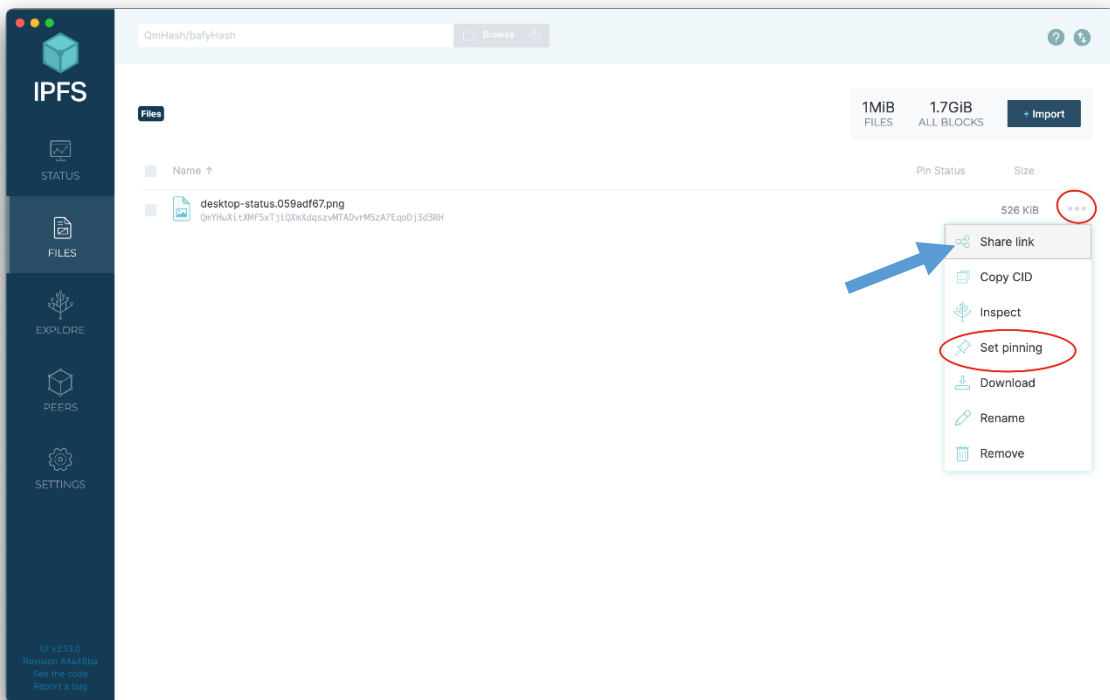 QmHash/bafyHash
Browse
IPFS
STATUS
FILES
EXPLORE
PEERS
SETTINGS
UI v2.13.0
Revision 44a46ba
See the code
Report a bug
Files
1MiB
FILES
1.7GiB
ALL BLOCKS
+ Import
Name ↑
Pin Status
Size
desktop-status.059adf67.png
QmYHuXitXMf5xTjiQXmXdqszvMTADvrM5zA7EqoDj3d3RH
526 KiB
Share link
Copy CID
Inspect
Set pinning
Download
Rename
Remove